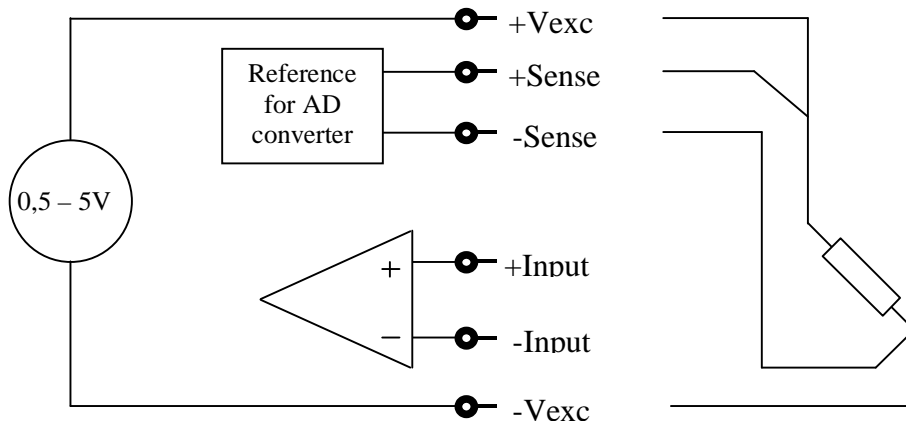 +Vexc
Reference
for AD
converter
+Sense
-Sense
0,5 – 5V
+
+Input
−
-Input
-Vexc